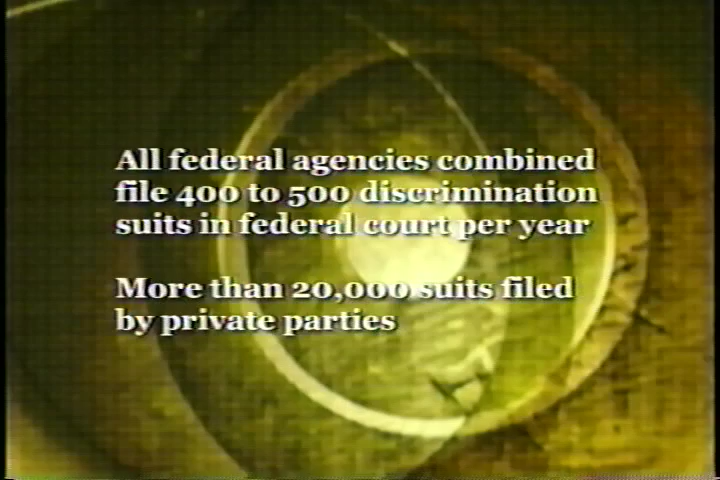 All federal agencies combined
file 400 to 500 discrimination
suits in federal court per year
More than 20,000 suits filed
by private parties